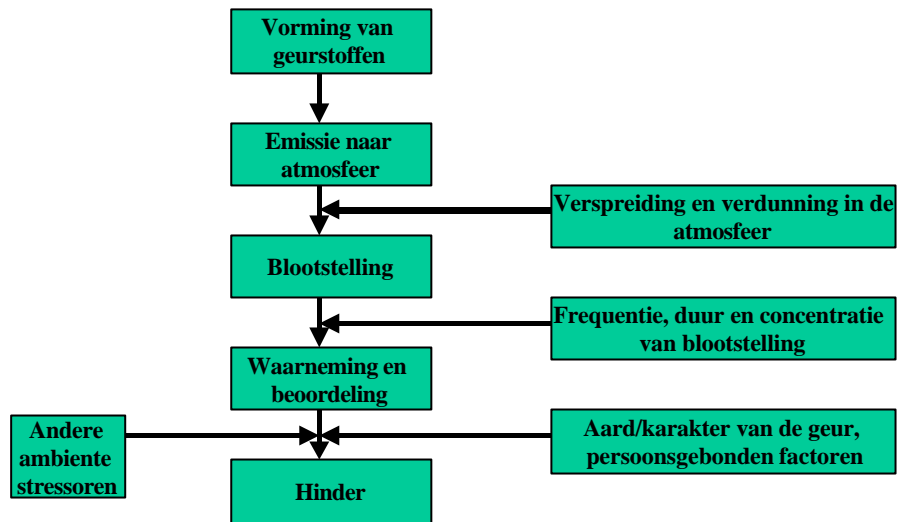 Vorming van
geurstoffen
Emissie naar
atmosfeer
Verspreiding en verdunning in de
atmosfeer
Blootstelling
Frequentie, duur en concentratie
van blootstelling
Waarneming en
beoordeling
Andere
ambiente
stressoren
Aard/karakter van de geur,
persoonsgebonden factoren
Hinder